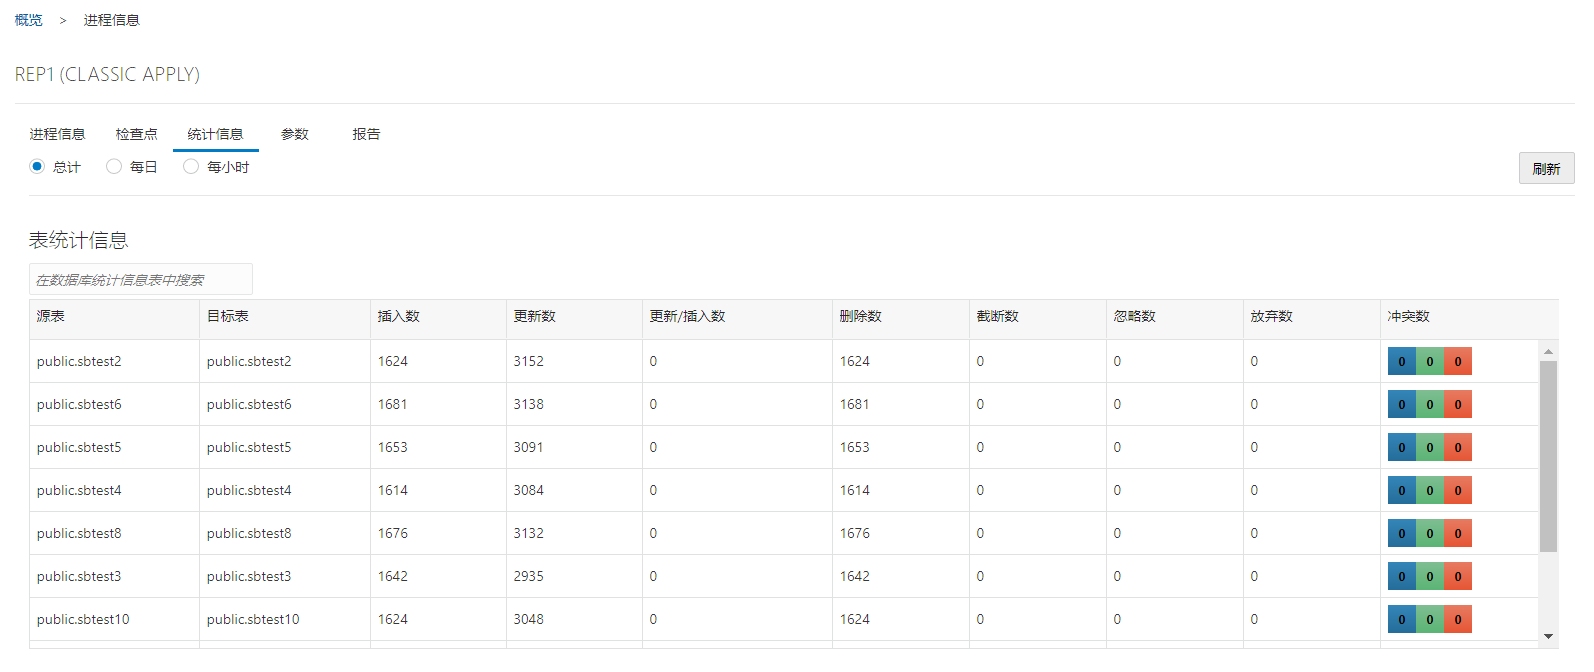 概览 > 进程信息
REP1 (CLASSIC APPLY)
进程信息 检查点 统计信息 参数 报告
总计 每日 每小时 刷新
表统计信息
在数据库统计信息表中搜索
源表 目标表 插入数 更新数 更新/插入数 删除数 截断数 忽略数 放弃数 冲突数
public.sbtest2 public.sbtest2 1624 3152 0 1624 0 0 0 0 0 0
public.sbtest6 public.sbtest6 1681 3138 0 1681 0 0 0 0 0 0
public.sbtest5 public.sbtest5 1653 3091 0 1653 0 0 0 0 0 0
public.sbtest4 public.sbtest4 1614 3084 0 1614 0 0 0 0 0 0
public.sbtest8 public.sbtest8 1676 3132 0 1676 0 0 0 0 0 0
public.sbtest3 public.sbtest3 1642 2935 0 1642 0 0 0 0 0 0
public.sbtest10 public.sbtest10 1624 3048 0 1624 0 0 0 0 0 0